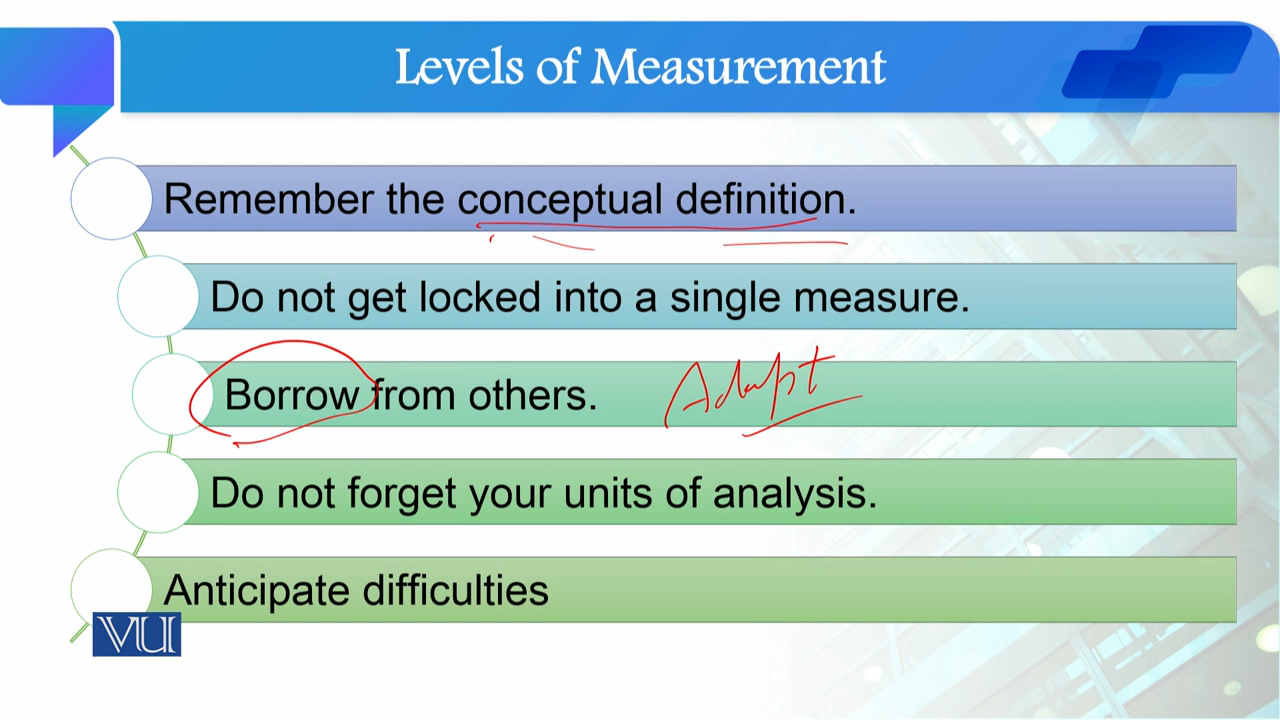 Levels of Measurement
Remember the conceptual definition.
Do not get locked into a single measure.
Borrow from others. Adapt
Do not forget your units of analysis.
Anticipate difficulties
VU